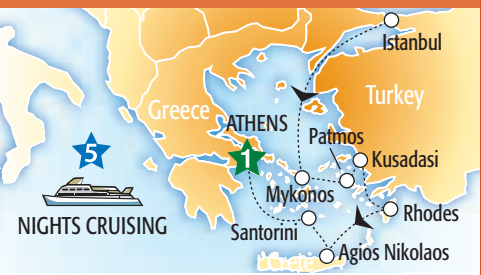 Istanbul
Greece
Turkey
ATHENS
1
Patmos
5
Kusadasi
Mykonos
NIGHTS CRUISING
Santorini
Rhodes
Agios Nikolaos